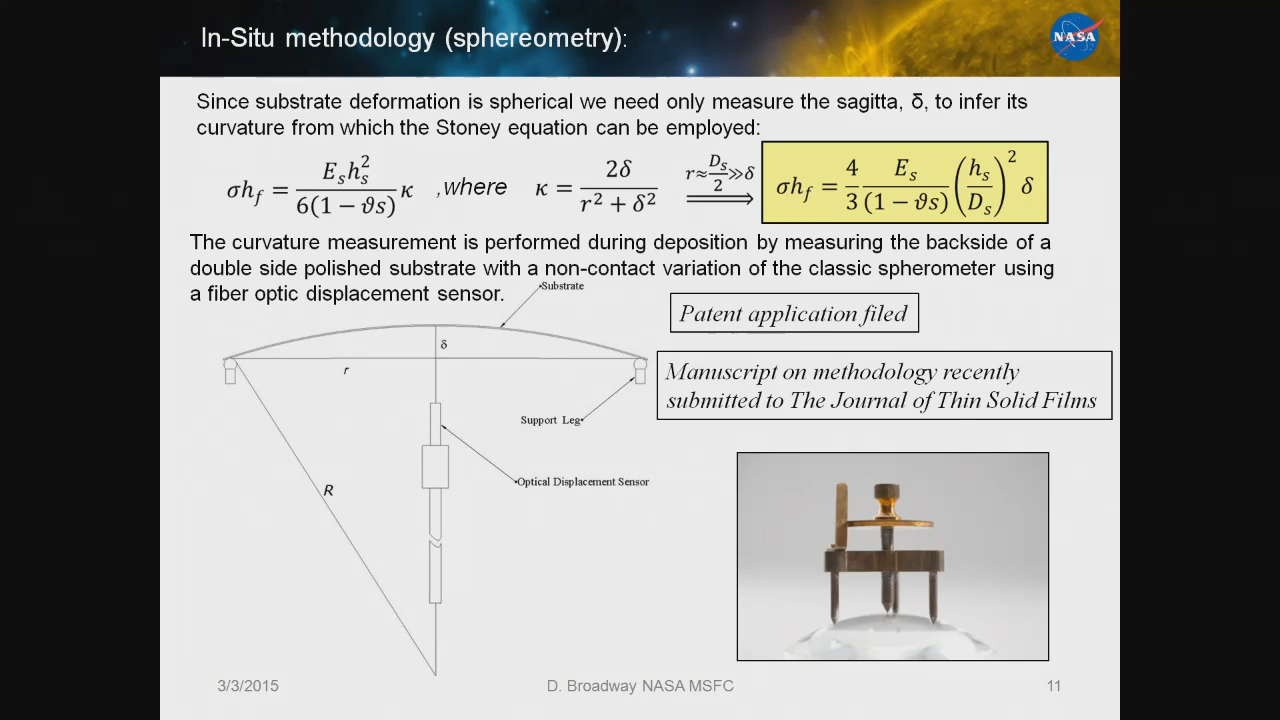 In-Situ methodology (sphereometry):
NASA
Since substrate deformation is spherical we need only measure the sagitta, δ, to infer its
curvature from which the Stoney equation can be employed:
σh_f = E_s h_s^2 / 6(1 − ϑs) κ , where κ = 2δ / (r^2 + δ^2) r≈D_s/2≫δ ⟹ σh_f = 4/3 E_s/(1 − ϑs) (h_s/D_s)^2 δ
The curvature measurement is performed during deposition by measuring the backside of a
double side polished substrate with a non-contact variation of the classic spherometer using
a fiber optic displacement sensor.
Substrate
Patent application filed
δ
r
Manuscript on methodology recently
submitted to The Journal of Thin Solid Films
Support Leg
Optical Displacement Sensor
R
3/3/2015
D. Broadway NASA MSFC
11